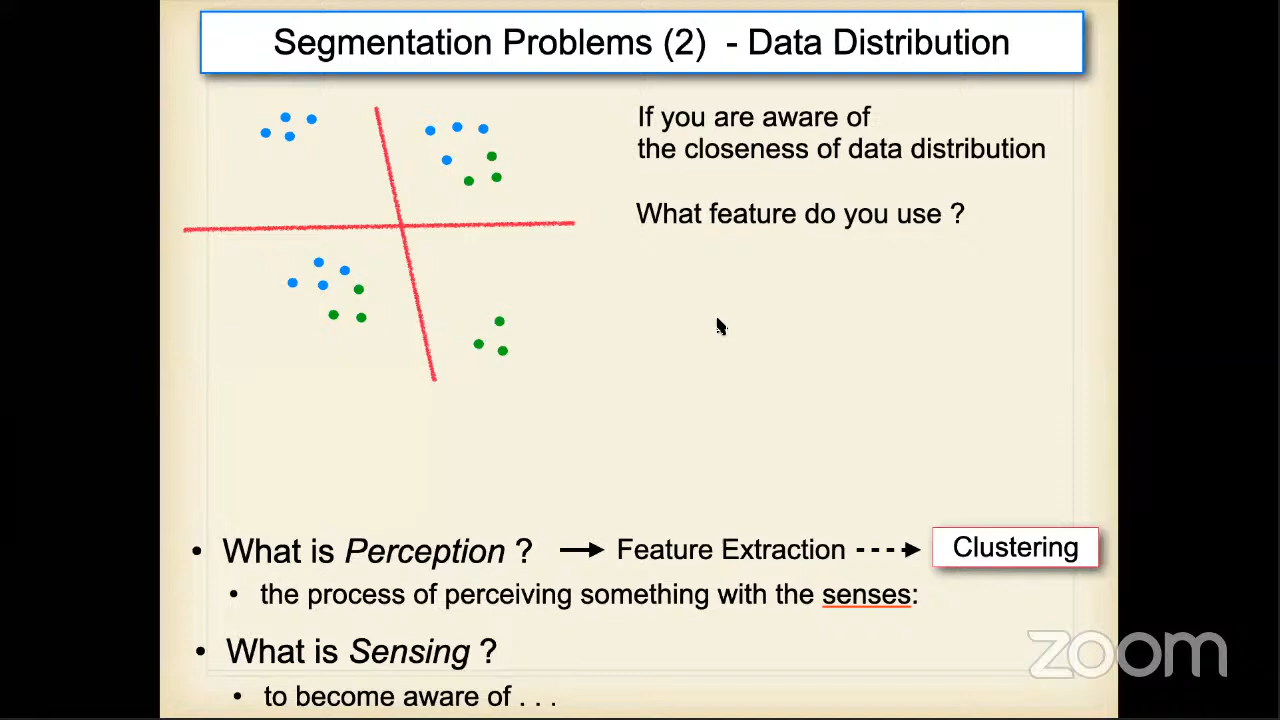 Segmentation Problems (2) - Data Distribution
If you are aware of
the closeness of data distribution
What feature do you use ?
• What is Perception ? Feature Extraction Clustering
• the process of perceiving something with the senses:
• What is Sensing ?
• to become aware of . . .
zoom